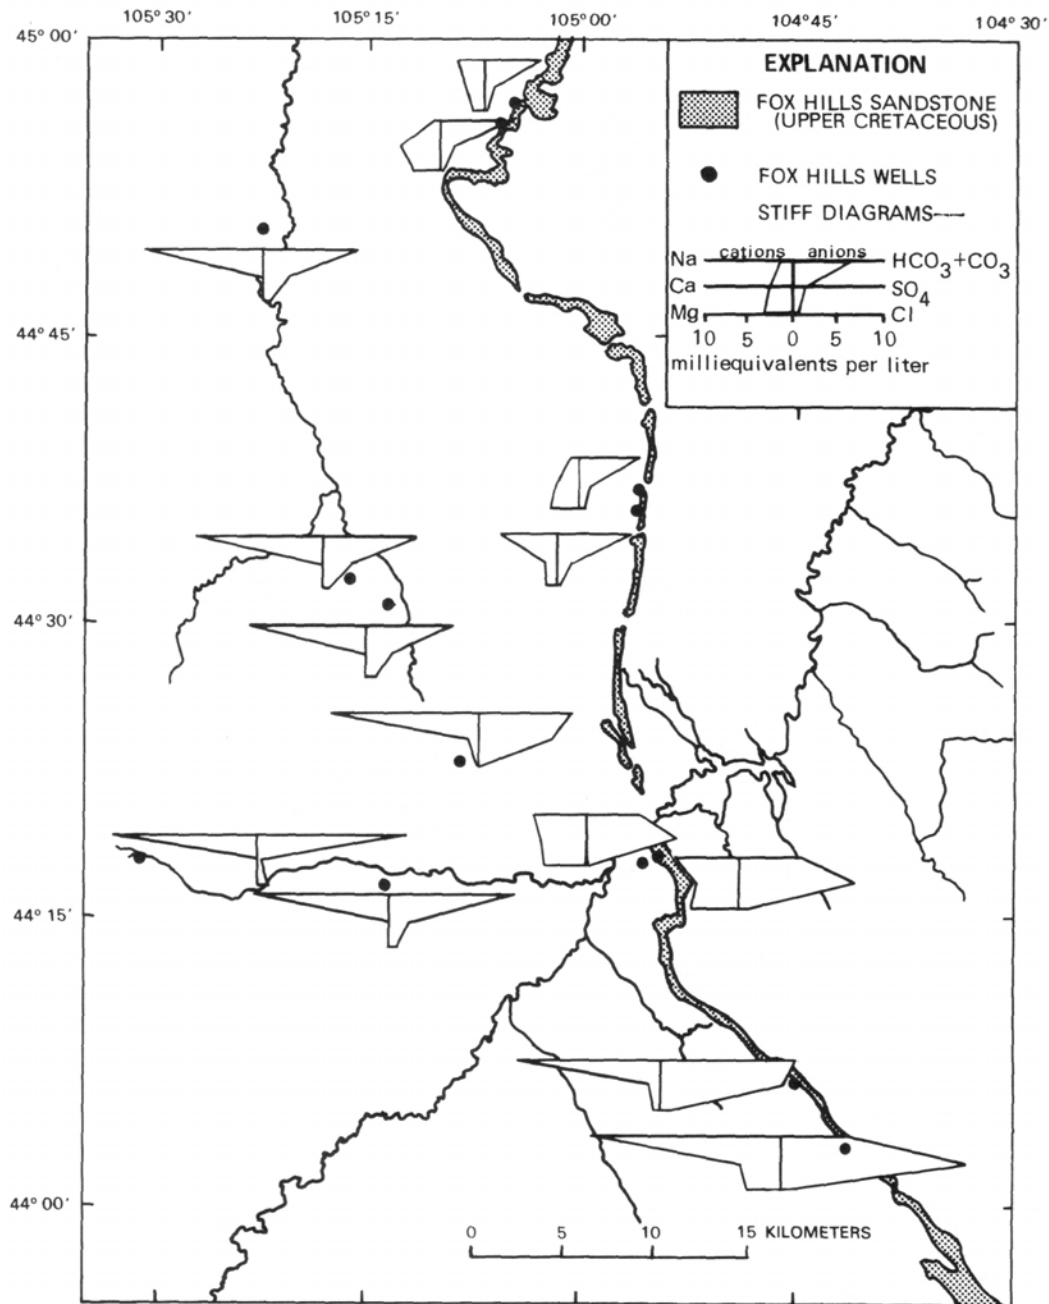 105° 30' 105° 15' 105° 00' 104° 45' 104° 30'
45° 00'
EXPLANATION
FOX HILLS SANDSTONE
(UPPER CRETACEOUS)
FOX HILLS WELLS
STIFF DIAGRAMS—
cations anions
Na HCO3+CO3
Ca SO4
Mg Cl
10 5 0 5 10
milliequivalents per liter
44° 45'
44° 30'
44° 15'
44° 00'
0 5 10 15 KILOMETERS